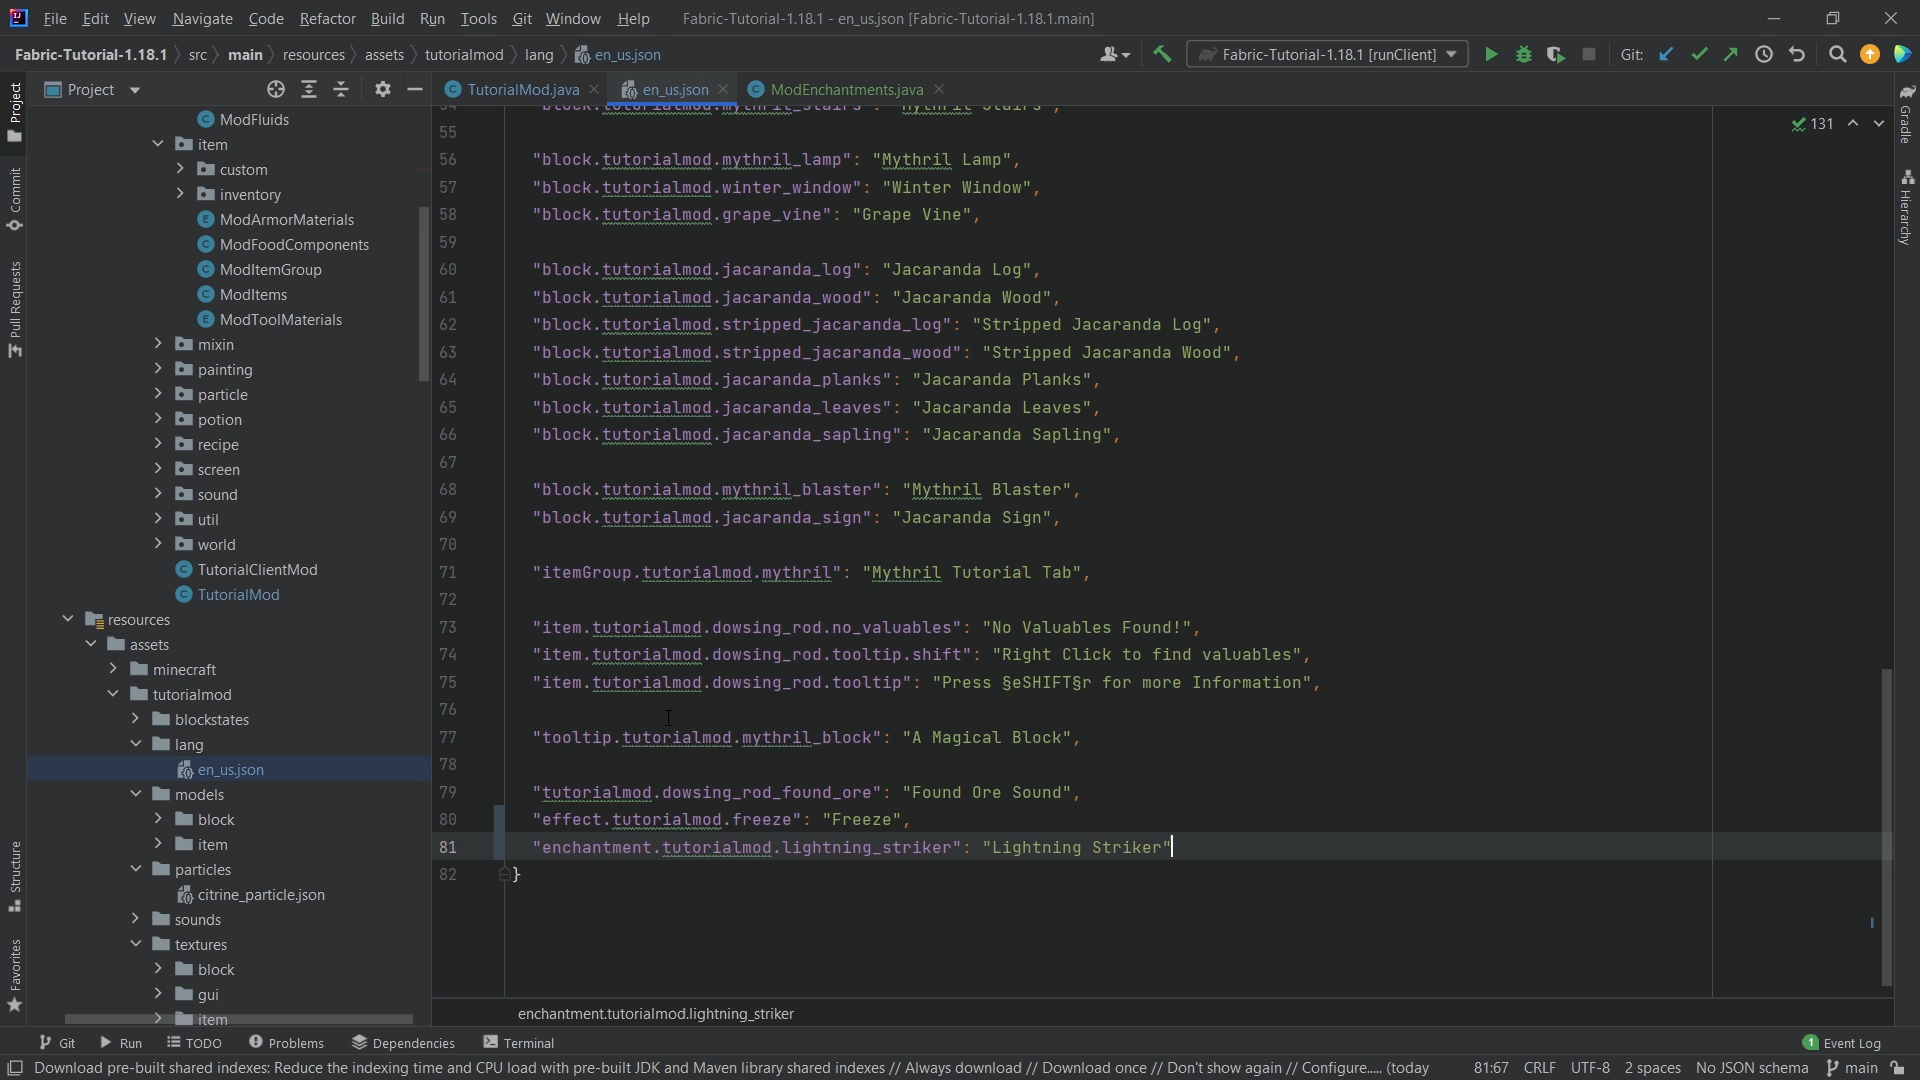 File Edit View Navigate Code Refactor Build Run Tools Git Window Help Fabric-Tutorial-1.18.1 - en_us.json [Fabric-Tutorial-1.18.1.main]
Fabric-Tutorial-1.18.1 src main resources assets tutorialmod lang en_us.json Fabric-Tutorial-1.18.1 [runClient] Git:
Project TutorialMod.java en_us.json ModEnchantments.java
Project
Commit
Pull Requests
Structure
Favorites
ModFluids
item
custom
inventory
ModArmorMaterials
ModFoodComponents
ModItemGroup
ModItems
ModToolMaterials
mixin
painting
particle
potion
recipe
screen
sound
util
world
TutorialClientMod
TutorialMod
resources
assets
minecraft
tutorialmod
blockstates
lang
en_us.json
models
block
item
particles
citrine_particle.json
sounds
textures
block
gui
item
54 "block.tutorialmod.mythril_stairs": "Mythril Stairs",
55
56 "block.tutorialmod.mythril_lamp": "Mythril Lamp",
57 "block.tutorialmod.winter_window": "Winter Window",
58 "block.tutorialmod.grape_vine": "Grape Vine",
59
60 "block.tutorialmod.jacaranda_log": "Jacaranda Log",
61 "block.tutorialmod.jacaranda_wood": "Jacaranda Wood",
62 "block.tutorialmod.stripped_jacaranda_log": "Stripped Jacaranda Log",
63 "block.tutorialmod.stripped_jacaranda_wood": "Stripped Jacaranda Wood",
64 "block.tutorialmod.jacaranda_planks": "Jacaranda Planks",
65 "block.tutorialmod.jacaranda_leaves": "Jacaranda Leaves",
66 "block.tutorialmod.jacaranda_sapling": "Jacaranda Sapling",
67
68 "block.tutorialmod.mythril_blaster": "Mythril Blaster",
69 "block.tutorialmod.jacaranda_sign": "Jacaranda Sign",
70
71 "itemGroup.tutorialmod.mythril": "Mythril Tutorial Tab",
72
73 "item.tutorialmod.dowsing_rod.no_valuables": "No Valuables Found!",
74 "item.tutorialmod.dowsing_rod.tooltip.shift": "Right Click to find valuables",
75 "item.tutorialmod.dowsing_rod.tooltip": "Press §eSHIFT§r for more Information",
76
77 "tooltip.tutorialmod.mythril_block": "A Magical Block",
78
79 "tutorialmod.dowsing_rod_found_ore": "Found Ore Sound",
80 "effect.tutorialmod.freeze": "Freeze",
81 "enchantment.tutorialmod.lightning_striker": "Lightning Striker"
82 }
131
Gradle
Hierarchy
enchantment.tutorialmod.lightning_striker
Git Run TODO Problems Dependencies Terminal 1 Event Log
Download pre-built shared indexes: Reduce the indexing time and CPU load with pre-built JDK and Maven library shared indexes // Always download // Download once // Don't show again // Configure..... (today 81:67 CRLF UTF-8 2 spaces No JSON schema main